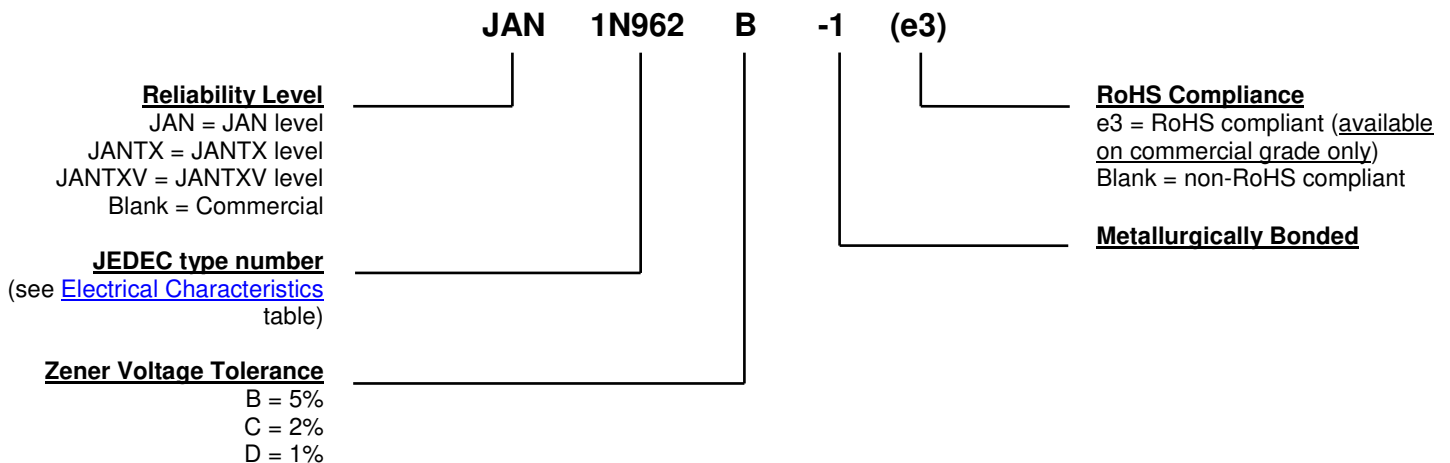 JAN 1N962 B -1 (e3)
Reliability Level
JAN = JAN level
JANTX = JANTX level
JANTXV = JANTXV level
Blank = Commercial
JEDEC type number
(see Electrical Characteristics
table)
Zener Voltage Tolerance
B = 5%
C = 2%
D = 1%
RoHS Compliance
e3 = RoHS compliant (available
on commercial grade only)
Blank = non-RoHS compliant
Metallurgically Bonded